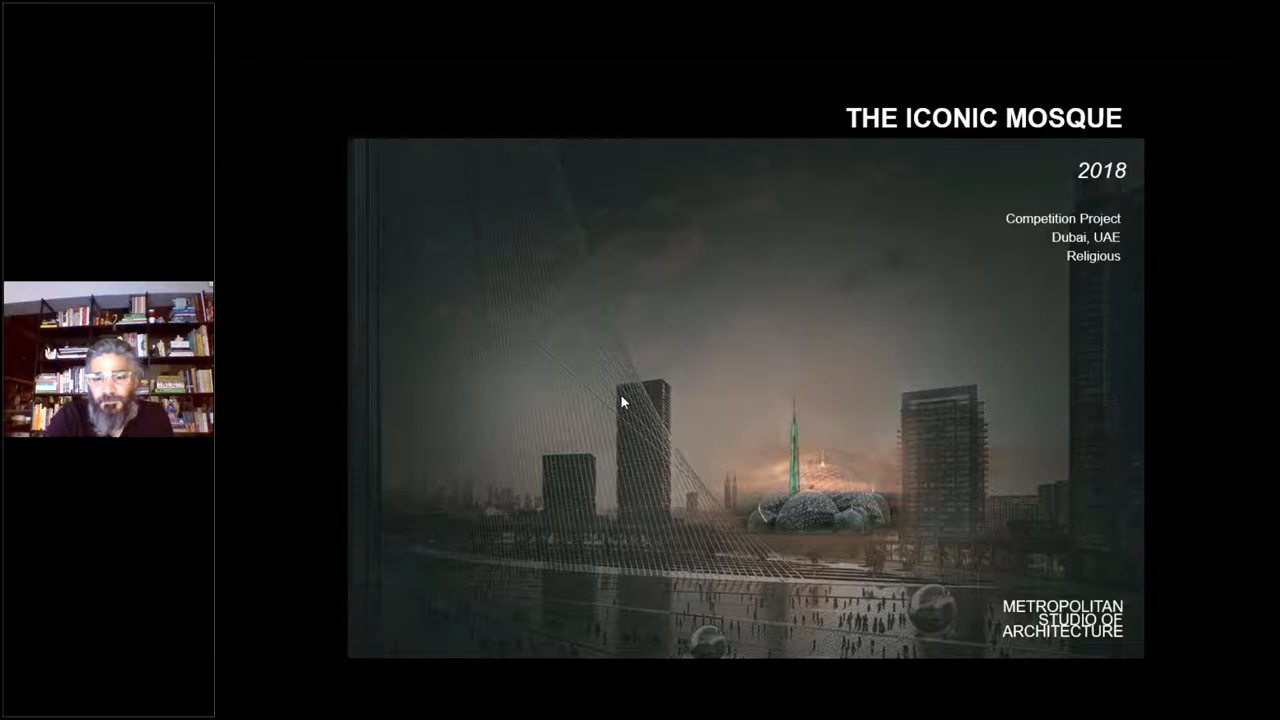 THE ICONIC MOSQUE
2018
Competition Project
Dubai, UAE
Religious
METROPOLITAN
STUDIO OF
ARCHITECTURE